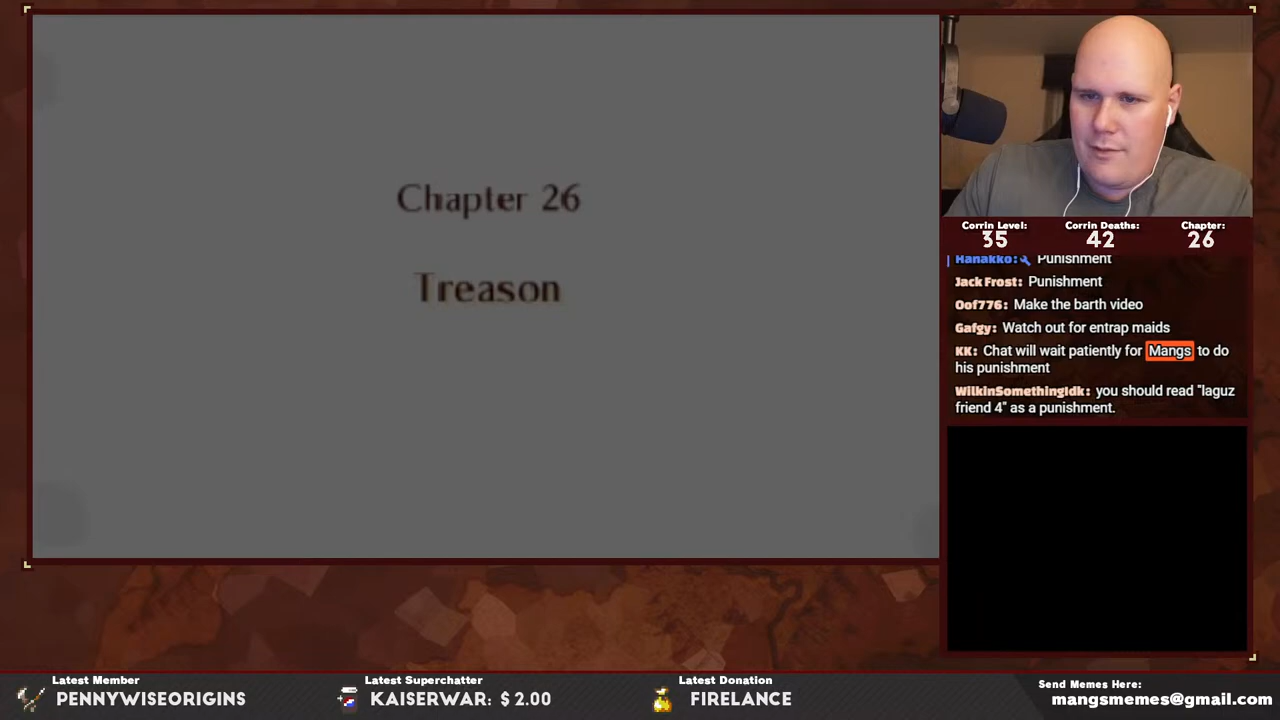 Chapter 26
Treason
Corrin Level:
35
Corrin Deaths:
42
Chapter:
26
Hanakko: Punishment
Jack Frost: Punishment
Oof776: Make the barth video
Gafgy: Watch out for entrap maids
KK: Chat will wait patiently for Mangs to do
his punishment
WilkinSomethingIdk: you should read "laguz
friend 4" as a punishment.
Latest Member
PENNYWISEORIGINS
Latest Superchatter
KAISERWAR: $2.00
Latest Donation
FIRELANCE
Send Memes Here:
mangsmemes@gmail.com